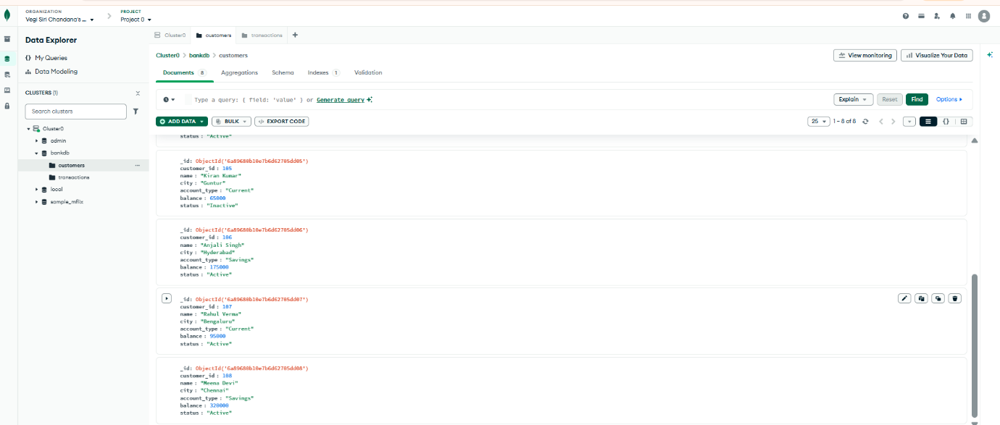 ORGANIZATION
Vegi Siri Chandana's ...
PROJECT
Project 0
Data Explorer
My Queries
Data Modeling
CLUSTERS (1)
Search clusters
Cluster0
admin
bankdb
customers
transactions
local
sample_mflix
Cluster0
customers
transactions
Cluster0 > bankdb > customers
View monitoring
Visualize Your Data
Documents 8
Aggregations
Schema
Indexes 1
Validation
Type a query: { field: 'value' } or Generate query
Explain
Reset
Find
Options
ADD DATA
BULK
EXPORT CODE
25
1 – 8 of 8
status : "Active"
_id: ObjectId('6a89680b10e7b6d62705dd05')
customer_id : 105
name : "Kiran Kumar"
city : "Guntur"
account_type : "Current"
balance : 65000
status : "Inactive"
_id: ObjectId('6a89680b10e7b6d62705dd06')
customer_id : 106
name : "Anjali Singh"
city : "Hyderabad"
account_type : "Savings"
balance : 175000
status : "Active"
_id: ObjectId('6a89680b10e7b6d62705dd07')
customer_id : 107
name : "Rahul Verma"
city : "Bengaluru"
account_type : "Current"
balance : 95000
status : "Active"
_id: ObjectId('6a89680b10e7b6d62705dd08')
customer_id : 108
name : "Meena Devi"
city : "Chennai"
account_type : "Savings"
balance : 320000
status : "Active"